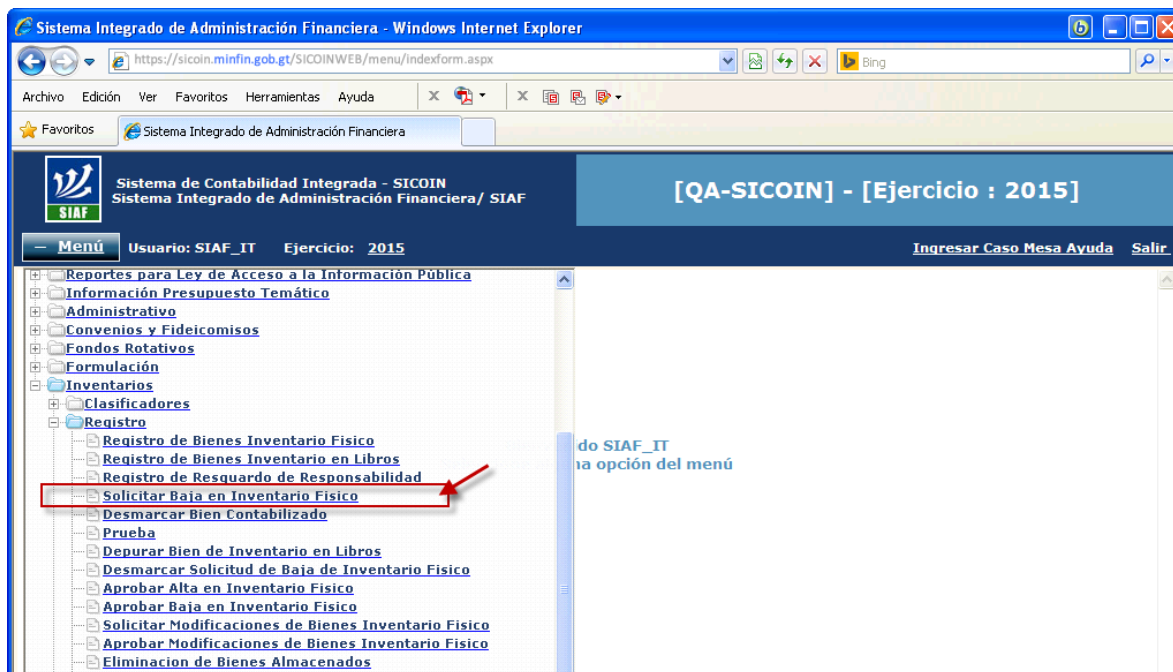 Sistema Integrado de Administración Financiera - Windows Internet Explorer
https://sicoin.minfin.gob.gt/SICOINWEB/menu/indexform.aspx
Bing
Archivo Edición Ver Favoritos Herramientas Ayuda
Favoritos
Sistema Integrado de Administración Financiera
SIAF
Sistema de Contabilidad Integrada - SICOIN
Sistema Integrado de Administración Financiera/ SIAF
[QA-SICOIN] - [Ejercicio : 2015]
— Menú Usuario: SIAF_IT Ejercicio: 2015 Ingresar Caso Mesa Ayuda Salir
Reportes para Ley de Acceso a la Información Pública
Información Presupuesto Temático
Administrativo
Convenios y Fideicomisos
Fondos Rotativos
Formulación
Inventarios
Clasificadores
Registro
Registro de Bienes Inventario Fisico
Registro de Bienes Inventario en Libros
Registro de Resguardo de Responsabilidad
Solicitar Baja en Inventario Fisico
Desmarcar Bien Contabilizado
Prueba
Depurar Bien de Inventario en Libros
Desmarcar Solicitud de Baja de Inventario Fisico
Aprobar Alta en Inventario Fisico
Aprobar Baja en Inventario Fisico
Solicitar Modificaciones de Bienes Inventario Fisico
Aprobar Modificaciones de Bienes Inventario Fisico
Eliminacion de Bienes Almacenados
do SIAF_IT
na opción del menú